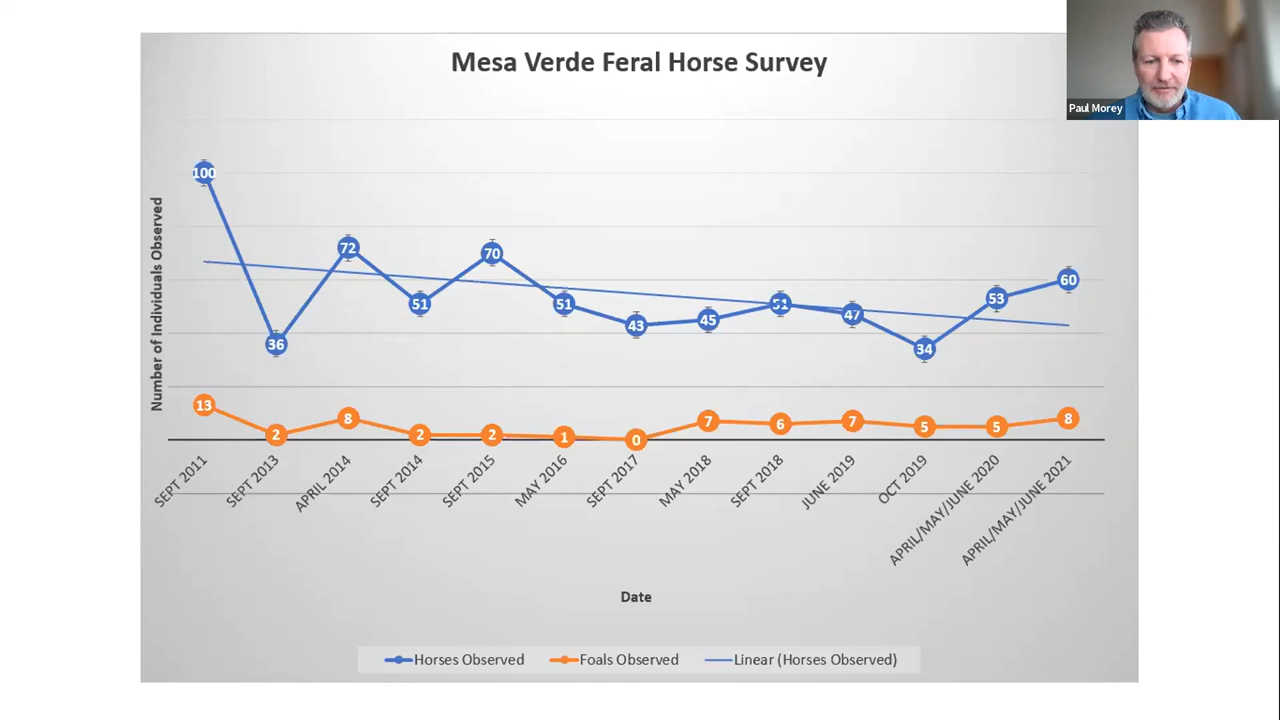 Mesa Verde Feral Horse Survey
Paul Morey
Number of Individuals Observed
100
36
72
51
70
51
43
45
51
47
34
53
60
13
2
8
2
2
1
0
7
6
7
5
5
8
SEPT 2011
SEPT 2013
APRIL 2014
SEPT 2014
SEPT 2015
MAY 2016
SEPT 2017
MAY 2018
SEPT 2018
JUNE 2019
OCT 2019
APRIL/MAY/JUNE 2020
APRIL/MAY/JUNE 2021
Date
Horses Observed
Foals Observed
Linear (Horses Observed)